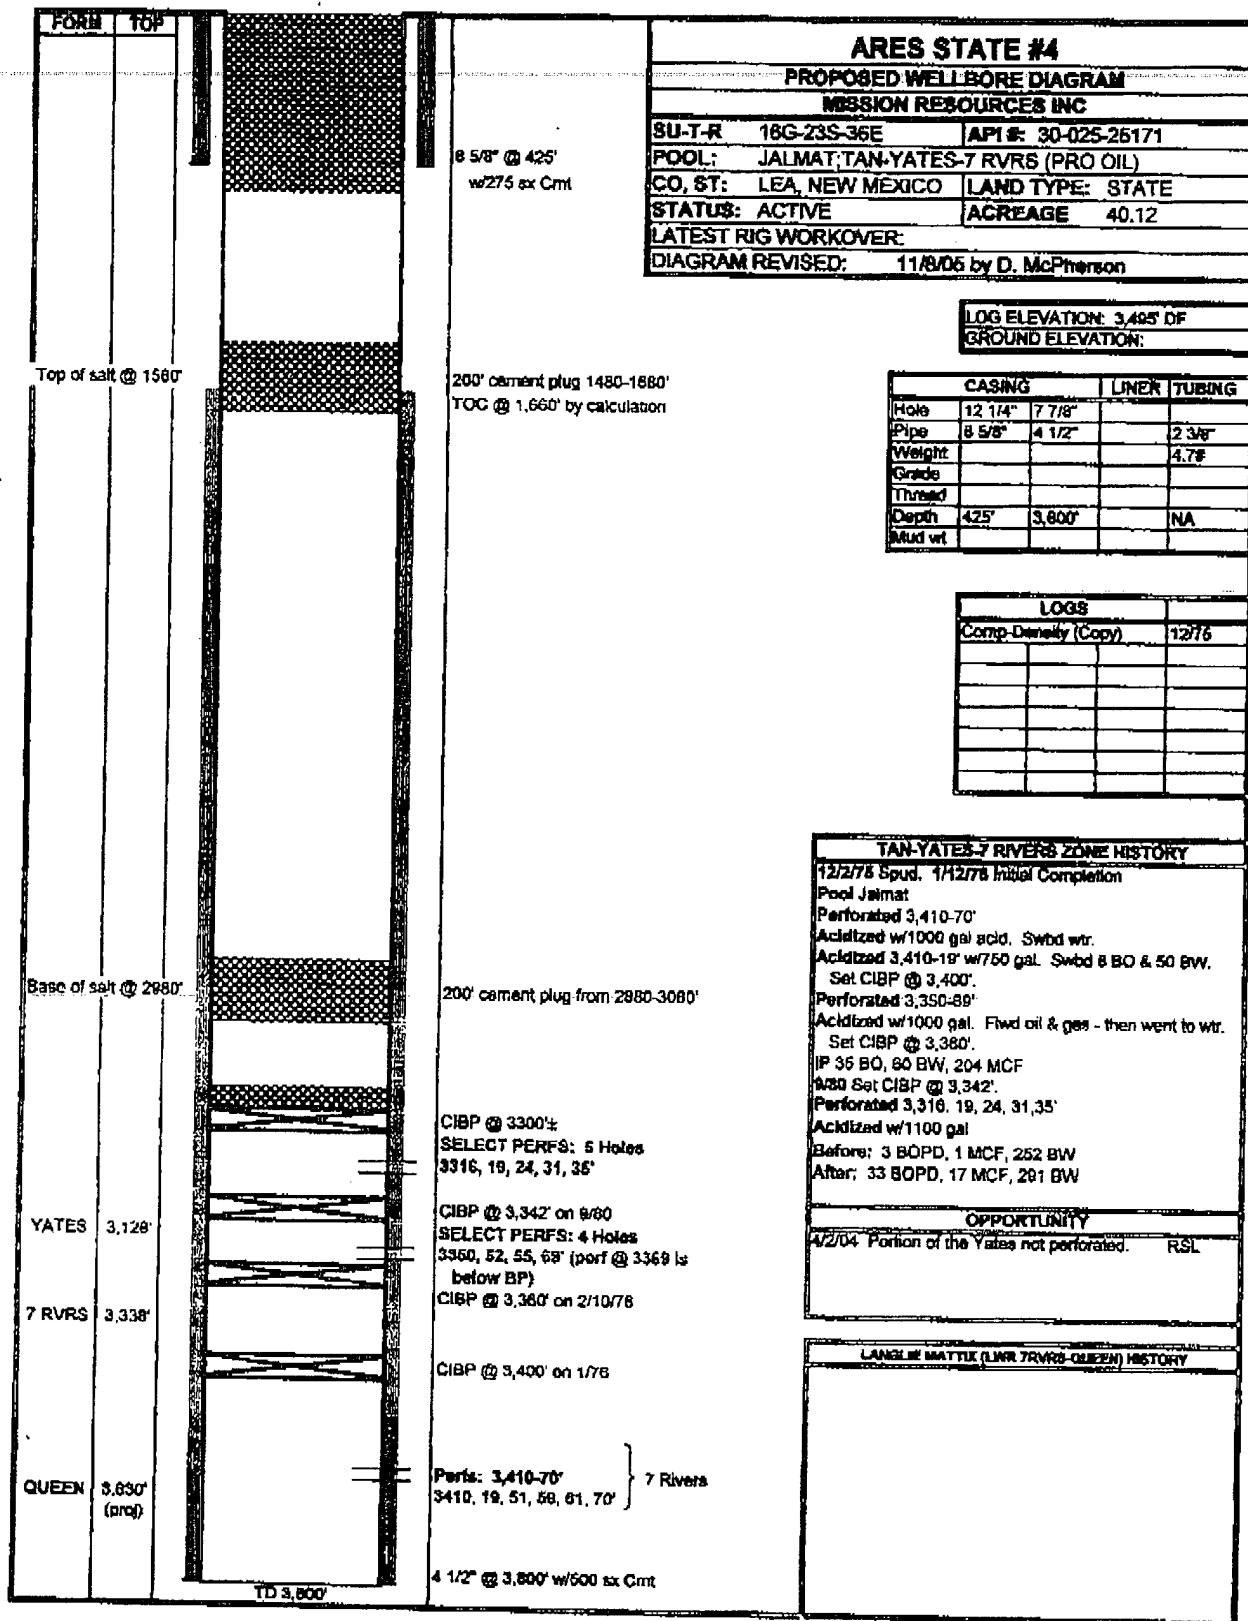 FORM TOP
ARES STATE #4
PROPOSED WELLBORE DIAGRAM
MISSION RESOURCES INC
SU-T-R 16G-23S-36E API #: 30-025-25171
POOL: JALMAT;TAN-YATES-7 RVRS (PRO OIL)
CO, ST: LEA, NEW MEXICO LAND TYPE: STATE
STATUS: ACTIVE ACREAGE 40.12
LATEST RIG WORKOVER:
DIAGRAM REVISED: 11/8/05 by D. McPherson
8 5/8" @ 425'
w/275 sx Cmt
LOG ELEVATION: 3,495' DF
GROUND ELEVATION:
Top of salt @ 1580'
200' cement plug 1480-1680'
TOC @ 1,660' by calculation
CASING LINER TUBING
Hole 12 1/4" 7 7/8"
Pipe 8 5/8" 4 1/2" 2 3/8"
Weight 4.7#
Grade
Thread
Depth 425' 3,800' NA
Mud wt
LOGS
Comp-Density (Copy) 12/75
TAN-YATES-7 RIVERS ZONE HISTORY
12/2/75 Spud. 1/12/76 Initial Completion
Pool Jalmat
Perforated 3,410-70'
Acidized w/1000 gal acid. Swbd wtr.
Acidized 3,410-19' w/750 gal. Swbd 6 BO & 50 BW.
Set CIBP @ 3,400'.
Perforated 3,350-69'
Acidized w/1000 gal. Flwd oil & gas - then went to wtr.
Set CIBP @ 3,360'.
IP 35 BO, 60 BW, 204 MCF
9/80 Set CIBP @ 3,342'.
Perforated 3,316. 19, 24, 31,35'
Acidized w/1100 gal
Before: 3 BOPD, 1 MCF, 252 BW
After; 33 BOPD, 17 MCF, 291 BW
OPPORTUNITY
4/2/04 Portion of the Yates not perforated. RSL
LANGLIE MATTIX (LWR 7RVRS-QUEEN) HISTORY
Base of salt @ 2980'
200' cement plug from 2980-3080'
CIBP @ 3300'±
SELECT PERFS: 5 Holes
3316, 19, 24, 31, 35'
CIBP @ 3,342' on 9/80
YATES 3,128'
SELECT PERFS: 4 Holes
3350, 52, 55, 69' (perf @ 3369 is
below BP)
CIBP @ 3,360' on 2/10/76
7 RVRS 3,338'
CIBP @ 3,400' on 1/76
Perfs: 3,410-70'
3410, 19, 51, 61, 70'
7 Rivers
QUEEN 3,630'
(proj)
4 1/2" @ 3,800' w/500 sx Cmt
TD 3,800'